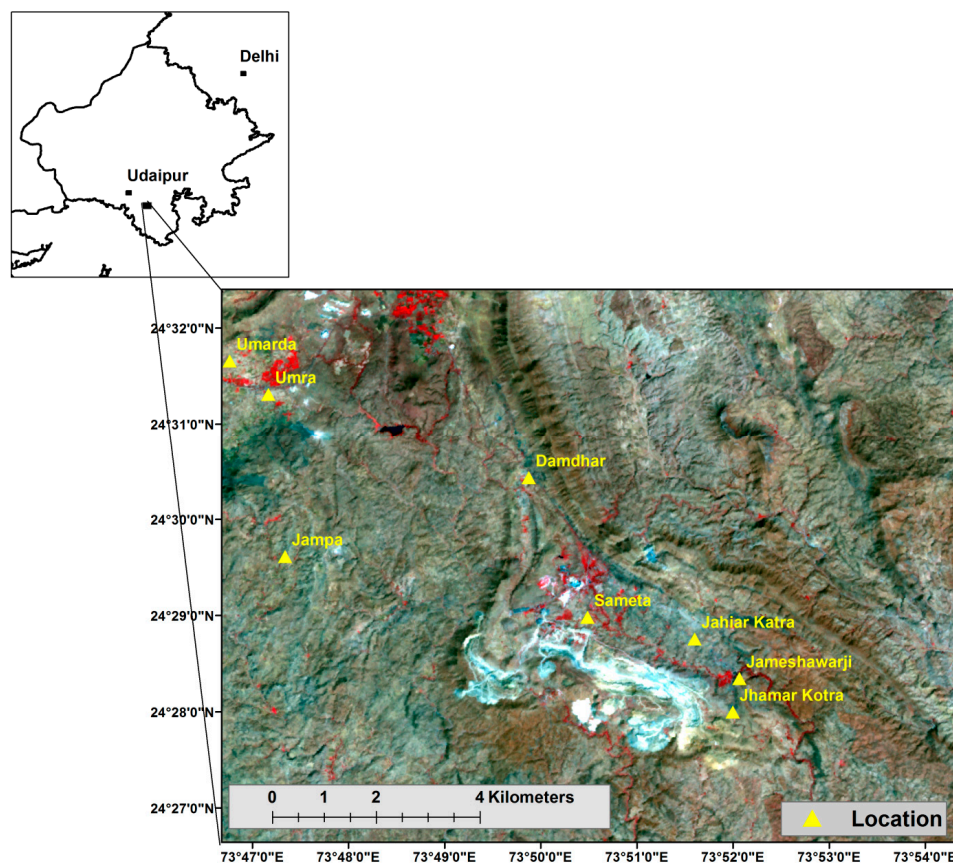 Delhi
Udaipur
24°32'0"N
Umarda
Umra
24°31'0"N
Damdhar
24°30'0"N
Jampa
24°29'0"N
Sameta
Jahiar Katra
Jameshawarji
Jhamar Kotra
24°28'0"N
24°27'0"N
0 1 2 4 Kilometers
Location
73°47'0"E 73°48'0"E 73°49'0"E 73°50'0"E 73°51'0"E 73°52'0"E 73°53'0"E 73°54'0"E